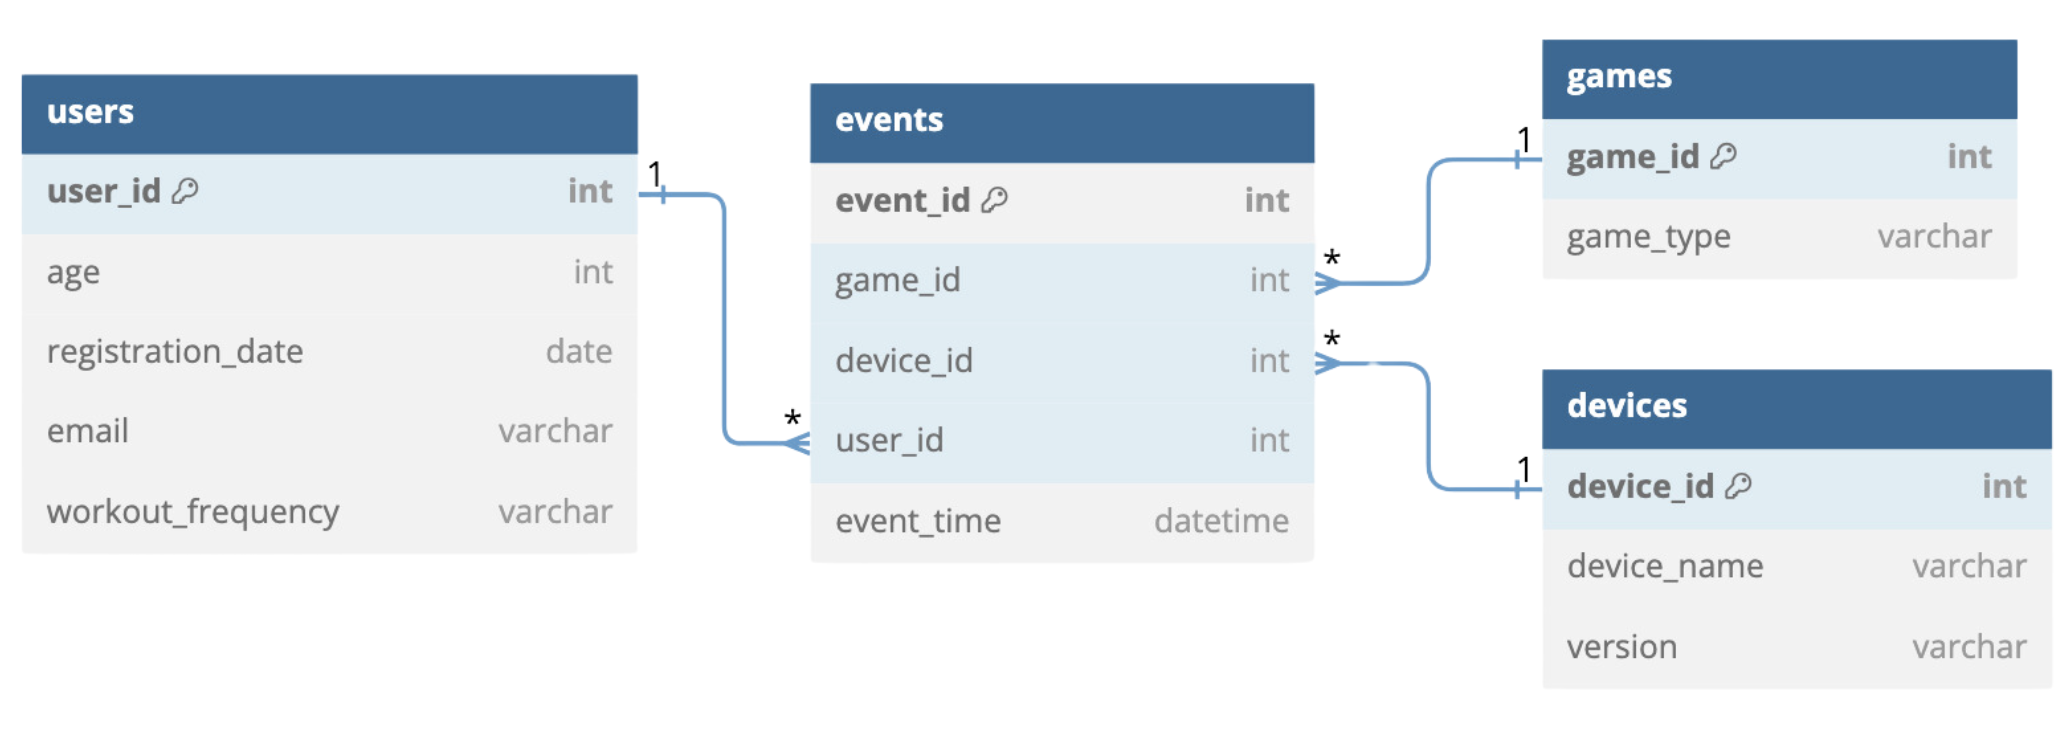 users
user_id int
age int
registration_date date
email varchar
workout_frequency varchar
1
*
events
event_id int
game_id int
device_id int
user_id int
event_time datetime
*
*
1
1
games
game_id int
game_type varchar
devices
device_id int
device_name varchar
version varchar